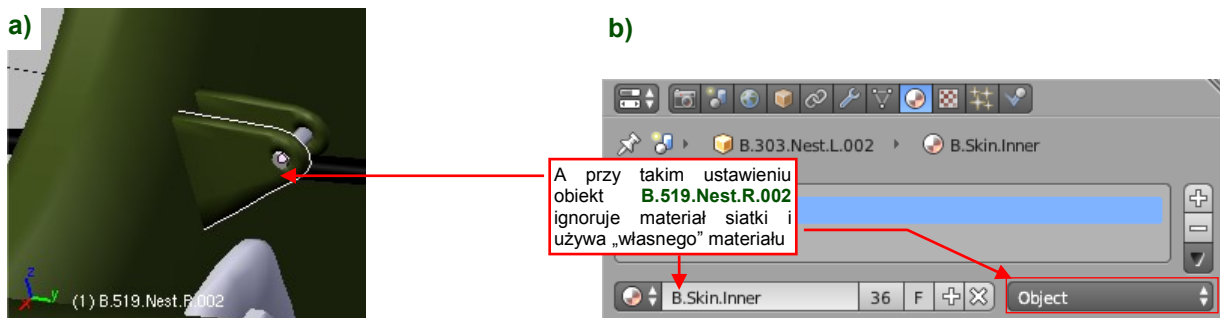 a)
b)
B.303.Nest.L.002
B.Skin.Inner
A przy takim ustawieniu
obiekt B.519.Nest.R.002
ignoruje materiał siatki i
używa „własnego” materiału
z
y
x
(1) B.519.Nest.R.002
B.Skin.Inner
36
F
Object